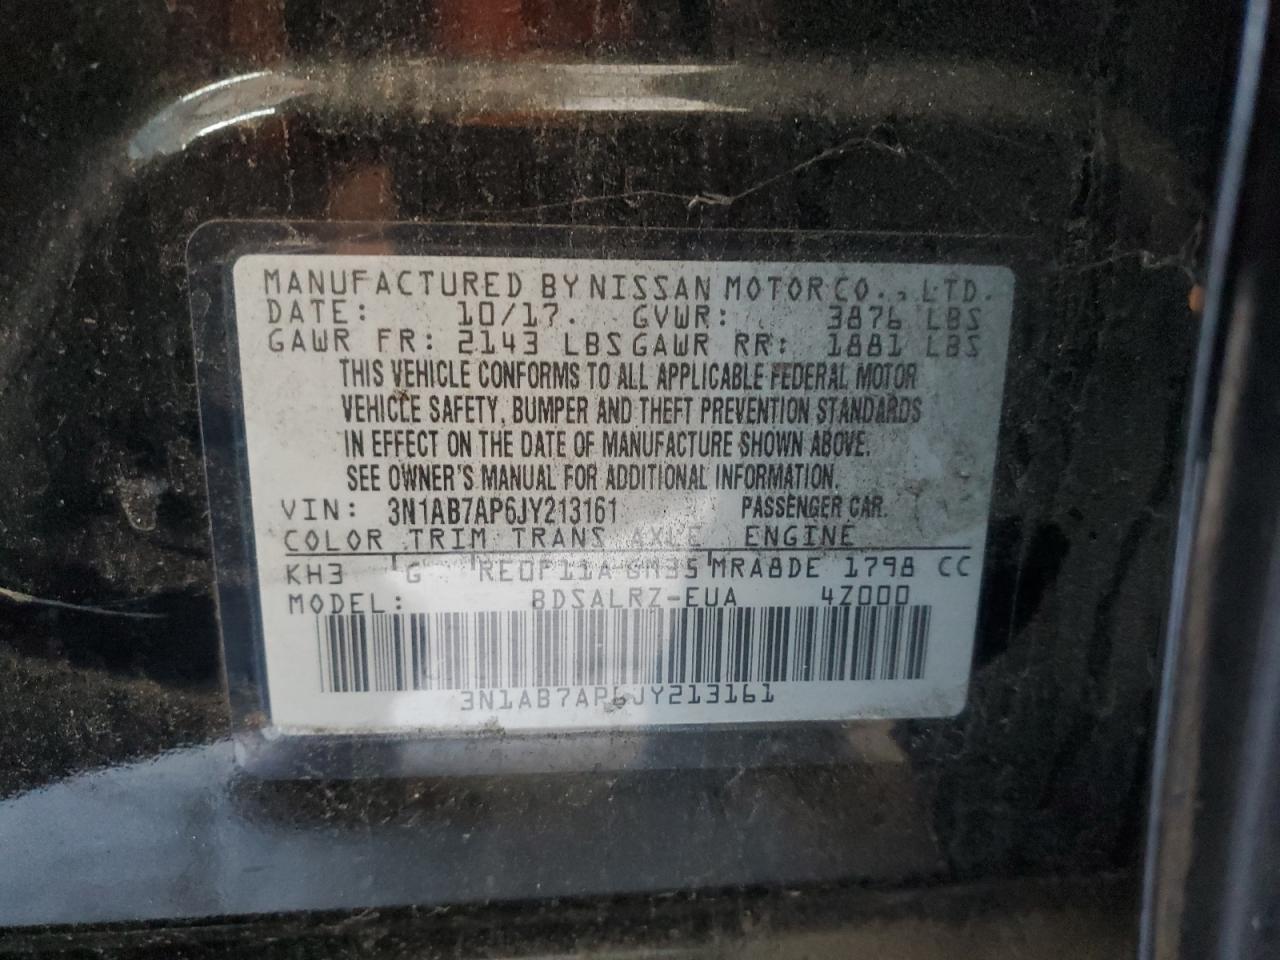 MANUFACTURED BY NISSAN MOTOR CO., LTD.
DATE: 10/17. GVWR: 3876 LBS
GAWR FR: 2143 LBS GAWR RR: 1881 LBS
THIS VEHICLE CONFORMS TO ALL APPLICABLE FEDERAL MOTOR
VEHICLE SAFETY, BUMPER AND THEFT PREVENTION STANDARDS
IN EFFECT ON THE DATE OF MANUFACTURE SHOWN ABOVE.
SEE OWNER'S MANUAL FOR ADDITIONAL INFORMATION.
VIN: 3N1AB7AP6JY213161 PASSENGER CAR.
COLOR TRIM TRANS AXLE ENGINE
KH3 G RE0F11A GM35 MRA8DE 1798 CC
MODEL: BDSALRZ-EUA 4Z000
3N1AB7AP6JY213161